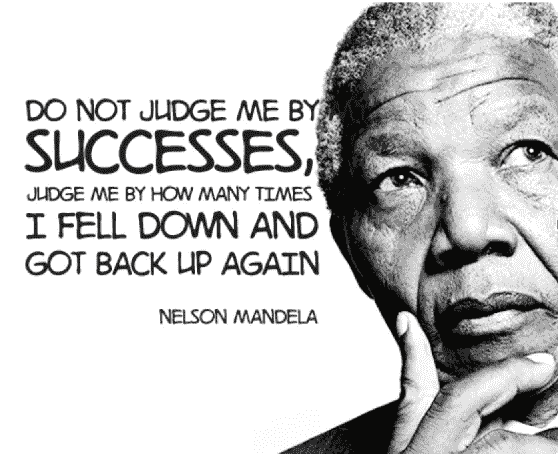 DO NOT JUDGE ME BY
SUCCESSES,
JUDGE ME BY HOW MANY TIMES
I FELL DOWN AND
GOT BACK UP AGAIN
NELSON MANDELA